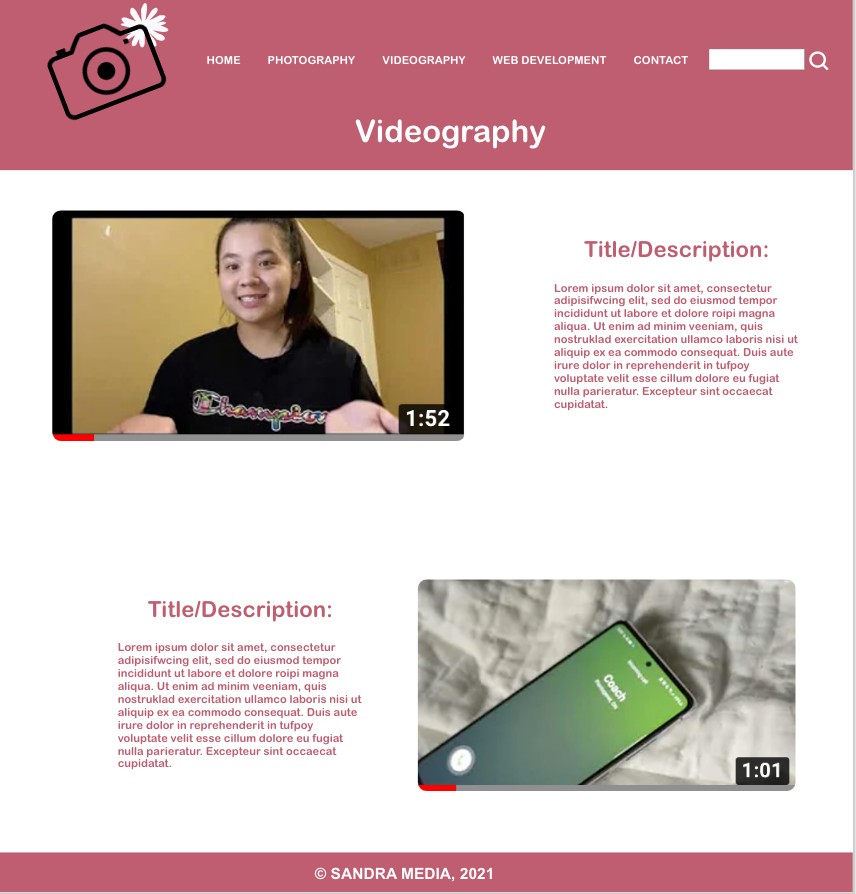 HOME PHOTOGRAPHY VIDEOGRAPHY WEB DEVELOPMENT CONTACT
Videography
Title/Description:
Lorem ipsum dolor sit amet, consectetur
adipisifwcing elit, sed do eiusmod tempor
incididunt ut labore et dolore roipi magna
aliqua. Ut enim ad minim veeniam, quis
nostruklad exercitation ullamco laboris nisi ut
aliquip ex ea commodo consequat. Duis aute
irure dolor in reprehenderit in tufpoy
voluptate velit esse cillum dolore eu fugiat
nulla parieratur. Excepteur sint occaecat
cupidatat.
Champion
1:52
Title/Description:
Lorem ipsum dolor sit amet, consectetur
adipisifwcing elit, sed do eiusmod tempor
incididunt ut labore et dolore roipi magna
aliqua. Ut enim ad minim veeniam, quis
nostruklad exercitation ullamco laboris nisi ut
aliquip ex ea commodo consequat. Duis aute
irure dolor in reprehenderit in tufpoy
voluptate velit esse cillum dolore eu fugiat
nulla parieratur. Excepteur sint occaecat
cupidatat.
Incoming call
Coach
1:01
© SANDRA MEDIA, 2021